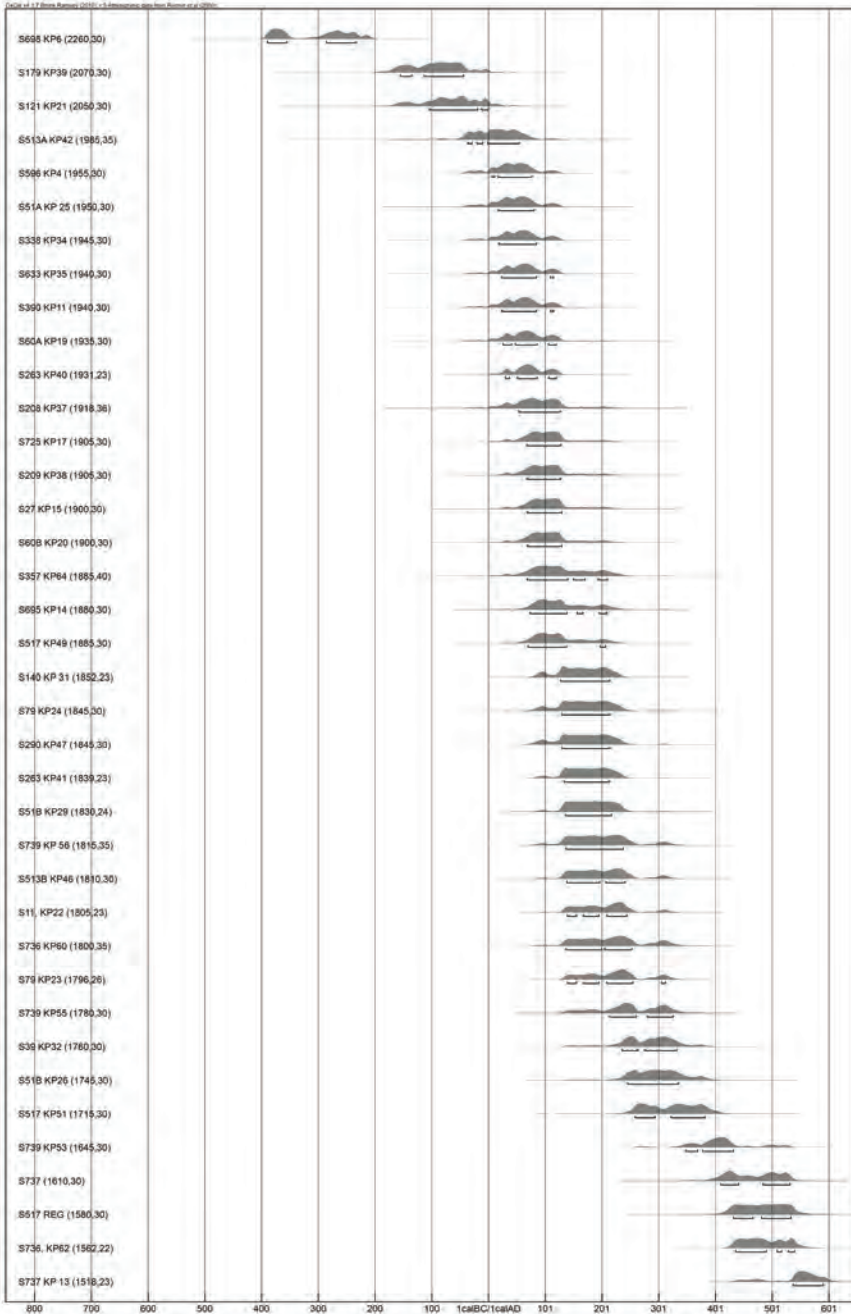 S698 KP6 (2260,30)
S179 KP39 (2070,30)
S121 KP21 (2050,30)
S513A KP42 (1985,35)
S596 KP4 (1955,30)
S51A KP 25 (1950,30)
S338 KP34 (1945,30)
S633 KP35 (1940,30)
S390 KP11 (1940,30)
S60A KP19 (1935,30)
S263 KP40 (1931,23)
S208 KP37 (1918,36)
S725 KP17 (1905,30)
S209 KP38 (1905,30)
S27 KP15 (1900,30)
S60B KP20 (1900,30)
S357 KP64 (1885,40)
S695 KP14 (1880,30)
S517 KP49 (1885,30)
S140 KP 31 (1852,23)
S79 KP24 (1845,30)
S290 KP47 (1845,30)
S263 KP41 (1839,23)
S51B KP29 (1830,24)
S739 KP 56 (1815,35)
S513B KP46 (1810,30)
S11, KP22 (1805,23)
S736 KP60 (1800,35)
S79 KP23 (1796,26)
S739 KP55 (1780,30)
S39 KP32 (1760,30)
S51B KP26 (1745,30)
S517 KP51 (1715,30)
S739 KP53 (1645,30)
S737 (1610,30)
S517 REG (1580,30)
S736, KP62 (1562,22)
S737 KP 13 (1518,23)
800 700 600 500 400 300 200 100 1calBC/1calAD 101 201 301 401 501 601